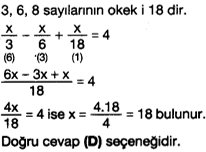 3, 6, 8 sayılarının okek i 18 dir.
x/3 - x/6 + x/18 = 4
(6) (3) (1)
6x - 3x + x / 18 = 4
4x/18 = 4 ise x = 4.18/4 = 18 bulunur.
Doğru cevap (D) seçeneğidir.